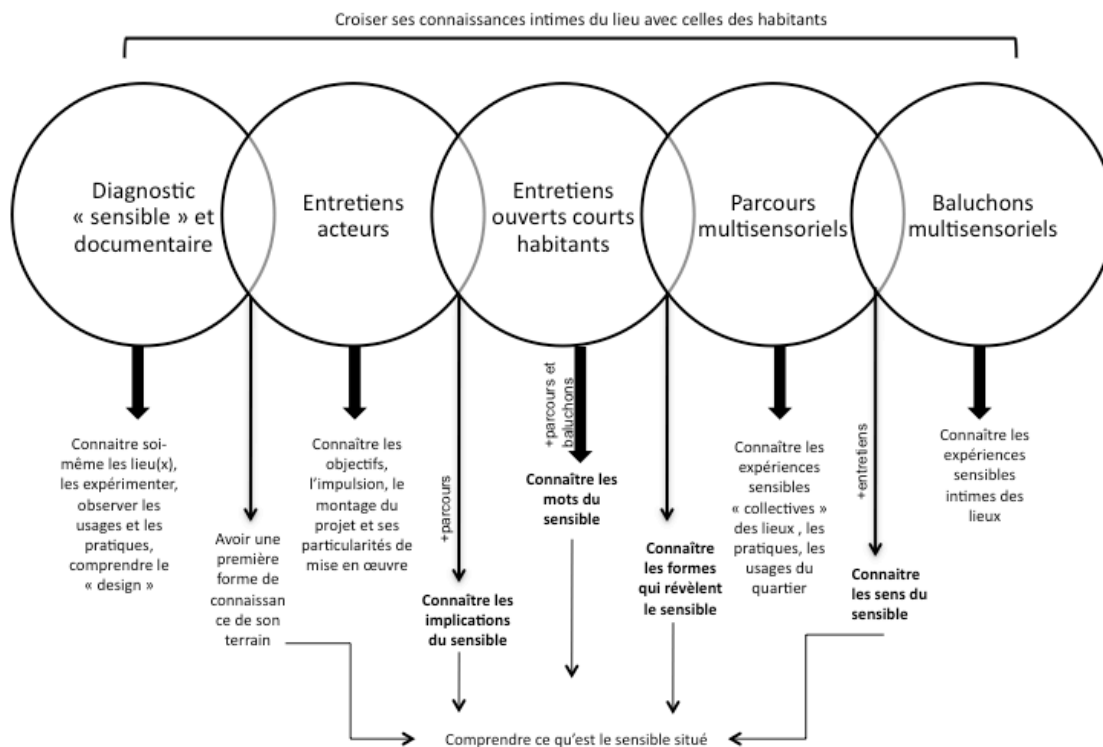 Croiser ses connaissances intimes du lieu avec celles des habitants
Diagnostic
« sensible » et
documentaire
Entretiens
acteurs
Entretiens
ouverts courts
habitants
Parcours
multisensoriels
Baluchons
multisensoriels
Connaitre soi-
même les lieu(x),
les expérimenter,
observer les
usages et les
pratiques,
comprendre le
« design »
Avoir une
première
forme de
connaissan
ce de son
terrain
Connaître les
objectifs,
l'impulsion, le
montage du
projet et ses
particularités de
mise en œuvre
+parcours
Connaître les
implications
du sensible
+parcours et
baluchons
Connaître les
mots du
sensible
Connaître
les formes
qui révèlent
le sensible
Connaître les
expériences
sensibles
« collectives »
des lieux , les
pratiques, les
usages du
quartier
+entretiens
Connaitre
les sens du
sensible
Connaître les
expériences
sensibles
intimes des
lieux
Comprendre ce qu'est le sensible situé